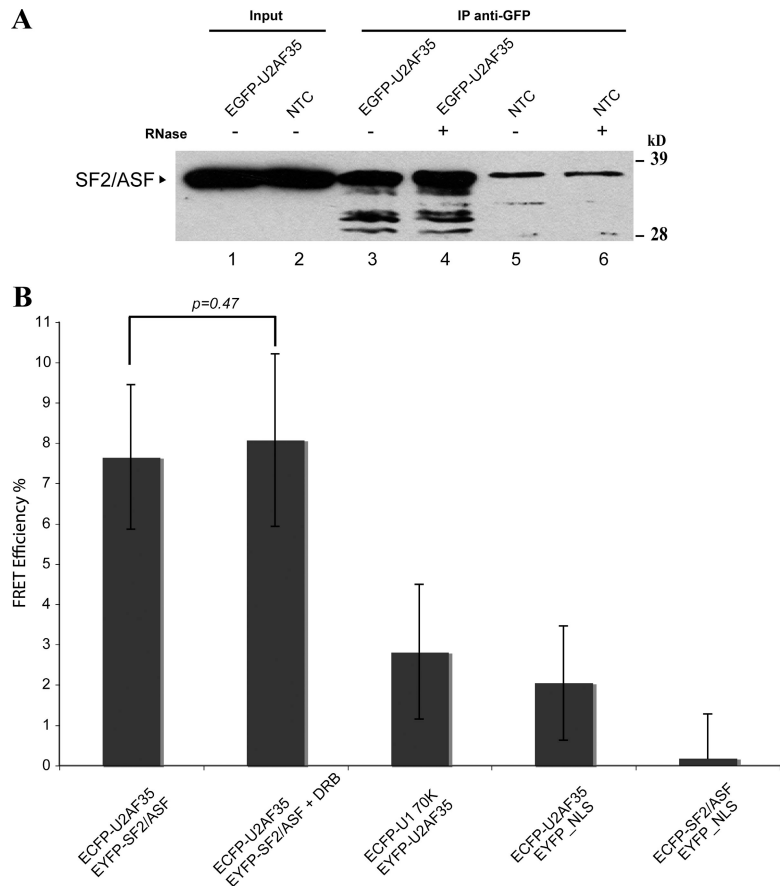 A
Input
IP anti-GFP
EGFP-U2AF35
NTC
EGFP-U2AF35
EGFP-U2AF35
NTC
NTC
RNase - - - + - +
kD
SF2/ASF
– 39
– 28
1 2 3 4 5 6
B
p=0.47
FRET Efficiency %
11
10
9
8
7
6
5
4
3
2
1
0
ECFP-U2AF35
EYFP-SF2/ASF
ECFP-U2AF35
EYFP-SF2/ASF + DRB
ECFP-U1 70K
EYFP-U2AF35
ECFP-U2AF35
EYFP_NLS
ECFP-SF2/ASF
EYFP_NLS